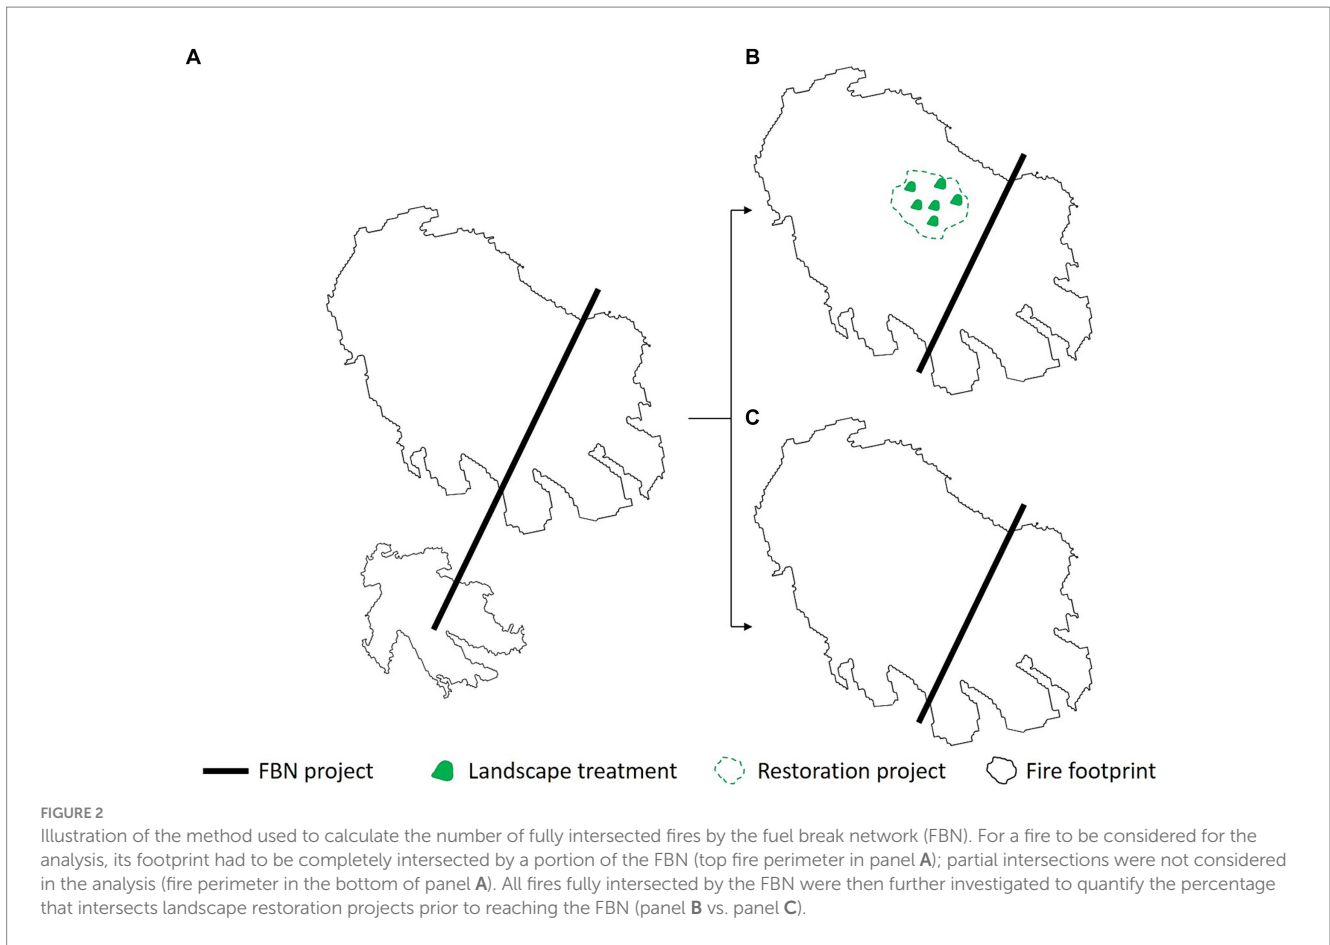 A
B
C
FBN project
Landscape treatment
Restoration project
Fire footprint
FIGURE 2
Illustration of the method used to calculate the number of fully intersected fires by the fuel break network (FBN). For a fire to be considered for the
analysis, its footprint had to be completely intersected by a portion of the FBN (top fire perimeter in panel A); partial intersections were not considered
in the analysis (fire perimeter in the bottom of panel A). All fires fully intersected by the FBN were then further investigated to quantify the percentage
that intersects landscape restoration projects prior to reaching the FBN (panel B vs. panel C).